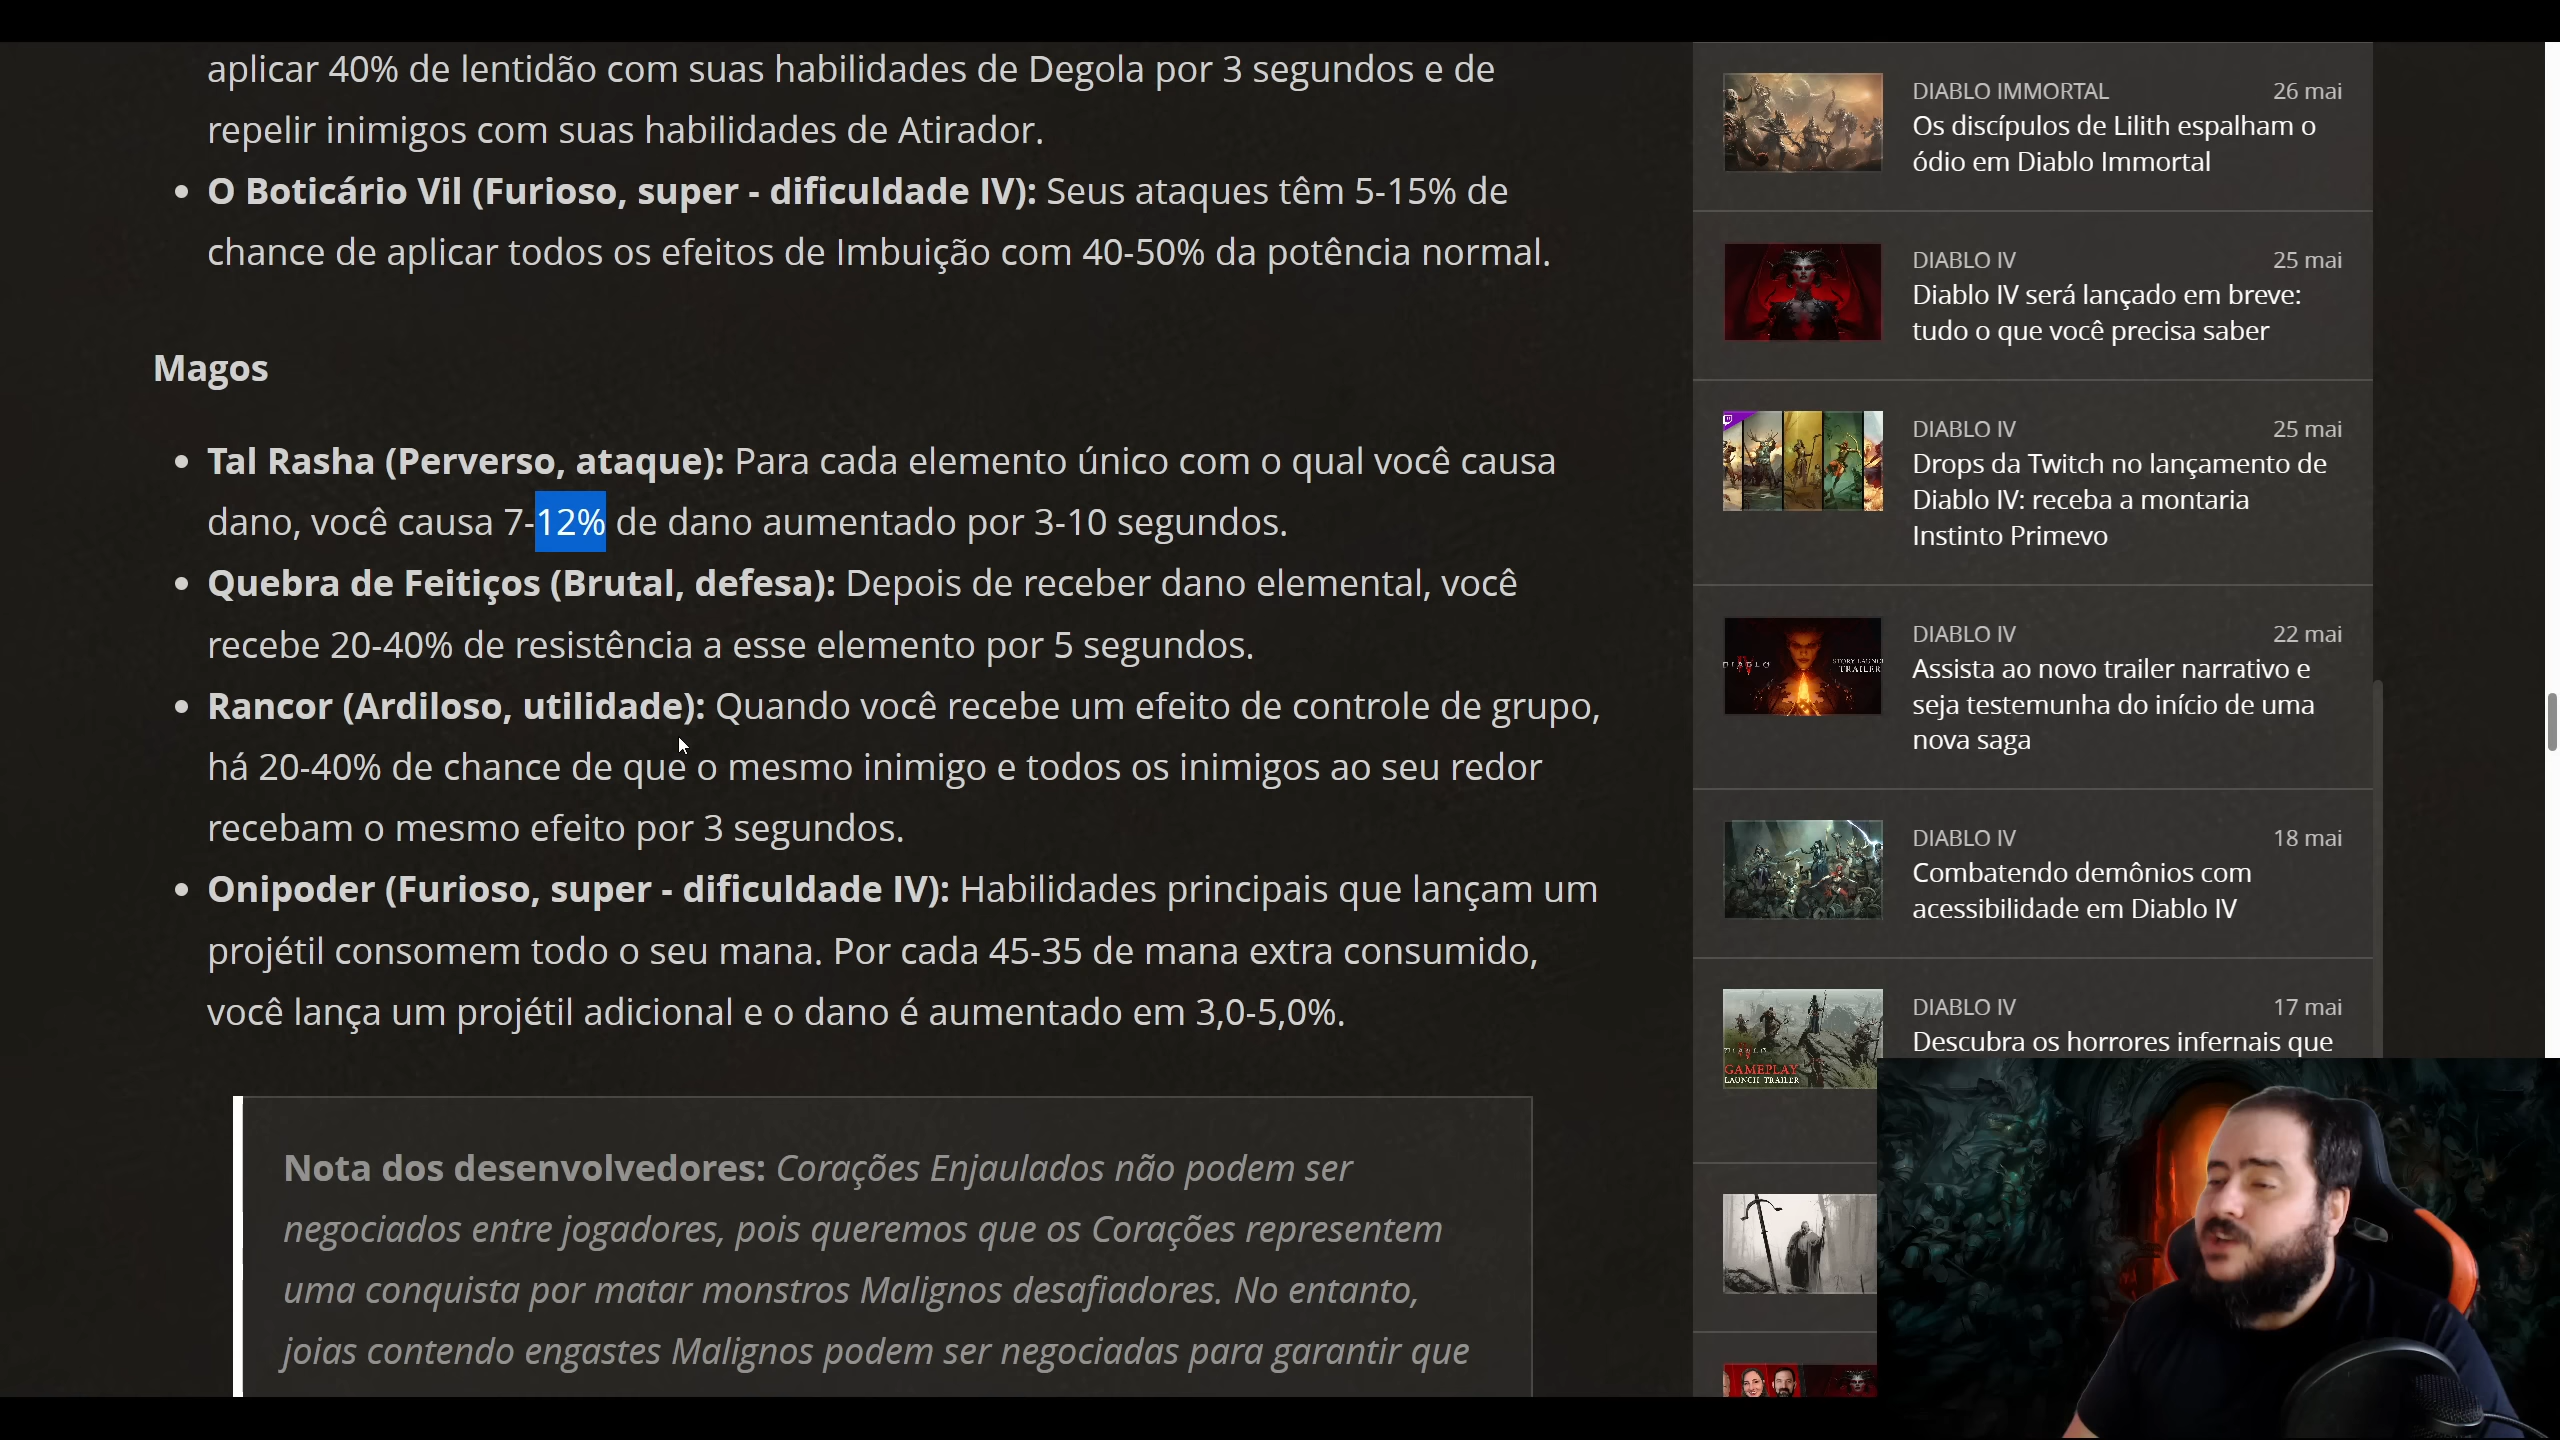 aplicar 40% de lentidão com suas habilidades de Degola por 3 segundos e de
repelir inimigos com suas habilidades de Atirador.
• O Boticário Vil (Furioso, super - dificuldade IV): Seus ataques têm 5-15% de
chance de aplicar todos os efeitos de Imbuição com 40-50% da potência normal.
Magos
• Tal Rasha (Perverso, ataque): Para cada elemento único com o qual você causa
dano, você causa 7-12% de dano aumentado por 3-10 segundos.
• Quebra de Feitiços (Brutal, defesa): Depois de receber dano elemental, você
recebe 20-40% de resistência a esse elemento por 5 segundos.
• Rancor (Ardiloso, utilidade): Quando você recebe um efeito de controle de grupo,
há 20-40% de chance de que o mesmo inimigo e todos os inimigos ao seu redor
recebam o mesmo efeito por 3 segundos.
• Onipoder (Furioso, super - dificuldade IV): Habilidades principais que lançam um
projétil consomem todo o seu mana. Por cada 45-35 de mana extra consumido,
você lança um projétil adicional e o dano é aumentado em 3,0-5,0%.
Nota dos desenvolvedores: Corações Enjaulados não podem ser
negociados entre jogadores, pois queremos que os Corações representem
uma conquista por matar monstros Malignos desafiadores. No entanto,
joias contendo engastes Malignos podem ser negociadas para garantir que
DIABLO IMMORTAL 26 mai
Os discípulos de Lilith espalham o
ódio em Diablo Immortal
DIABLO IV 25 mai
Diablo IV será lançado em breve:
tudo o que você precisa saber
DIABLO IV 25 mai
Drops da Twitch no lançamento de
Diablo IV: receba a montaria
Instinto Primevo
DIABLO IV 22 mai
Assista ao novo trailer narrativo e
seja testemunha do início de uma
nova saga
DIABLO IV
STORY LAUNCH
TRAILER
DIABLO IV 18 mai
Combatendo demônios com
acessibilidade em Diablo IV
DIABLO IV 17 mai
Descubra os horrores infernais que
DIABLO IV
GAMEPLAY
LAUNCH TRAILER